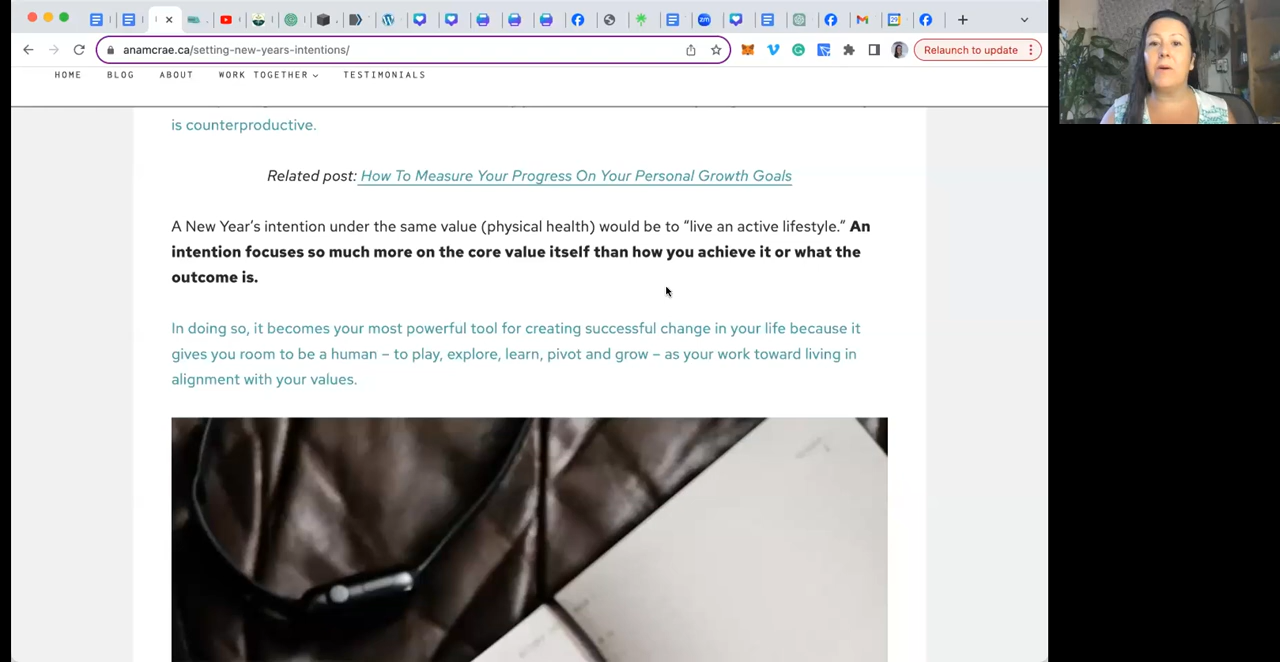 anamcrae.ca/setting-new-years-intentions/
Relaunch to update
HOME BLOG ABOUT WORK TOGETHER TESTIMONIALS
is counterproductive.
Related post: How To Measure Your Progress On Your Personal Growth Goals
A New Year's intention under the same value (physical health) would be to “live an active lifestyle.” An
intention focuses so much more on the core value itself than how you achieve it or what the
outcome is.
In doing so, it becomes your most powerful tool for creating successful change in your life because it
gives you room to be a human – to play, explore, learn, pivot and grow – as your work toward living in
alignment with your values.